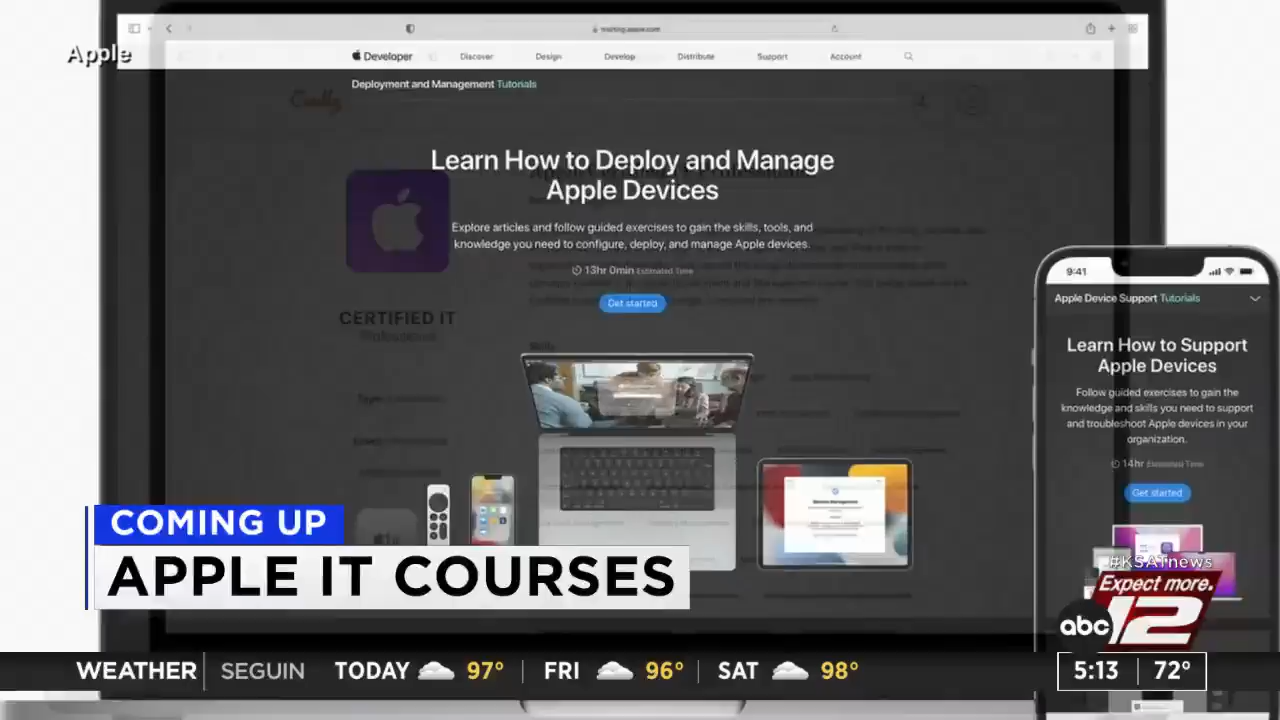 Apple
Developer
Discover
Design
Develop
Distribute
Support
Account
Deployment and Management Tutorials
Learn How to Deploy and Manage
Apple Devices
Explore articles and follow guided exercises to gain the skills, tools, and
knowledge you need to configure, deploy, and manage Apple devices.
13hr 0min Estimated Time
Get started
CERTIFIED IT
Professional
9:41
Apple Device Support Tutorials
Learn How to Support
Apple Devices
Follow guided exercises to gain the
knowledge and skills you need to support
and troubleshoot Apple devices in your
organization.
14hr Estimated Time
Get started
COMING UP
APPLE IT COURSES
#KSATnews
Expect more.
abc 12
WEATHER SEGUIN TODAY 97° FRI 96° SAT 98° 5:13 72°